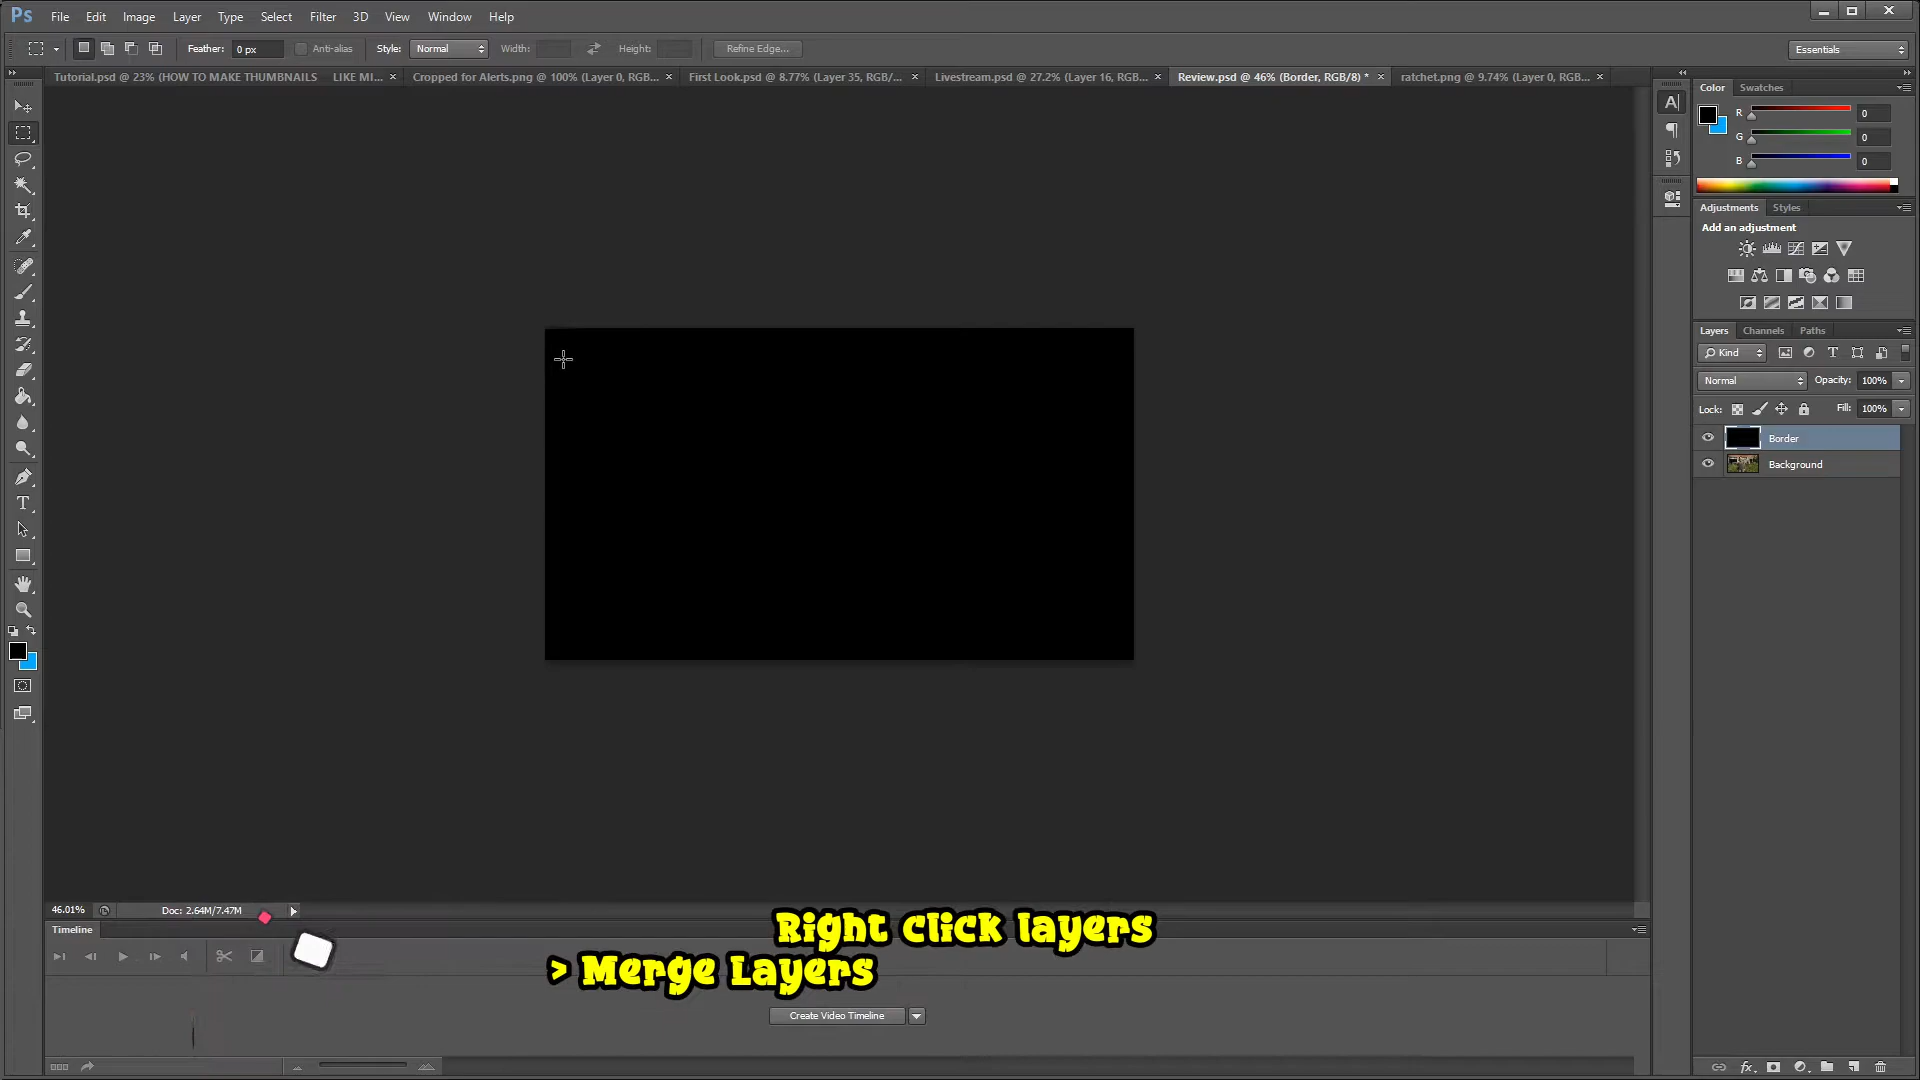 Ps File Edit Image Layer Type Select Filter 3D View Window Help
Feather: 0 px Anti-alias Style: Normal Width: Height: Refine Edge... Essentials
Tutorial.psd @ 23% (HOW TO MAKE THUMBNAILS LIKE MI... Cropped for Alerts.png @ 100% (Layer 0, RGB... First Look.psd @ 8.77% (Layer 35, RGB/... Livestream.psd @ 27.2% (Layer 16, RGB... Review.psd @ 46% (Border, RGB/8) * ratchet.png @ 9.74% (Layer 0, RGB...
Color Swatches
R 0
G 0
B 0
Adjustments Styles
Add an adjustment
Layers Channels Paths
Kind
Normal Opacity: 100%
Lock: Fill: 100%
Border
Background
46.01% Doc: 2.64M/7.47M
Timeline
Right click layers
> Merge Layers
Create Video Timeline